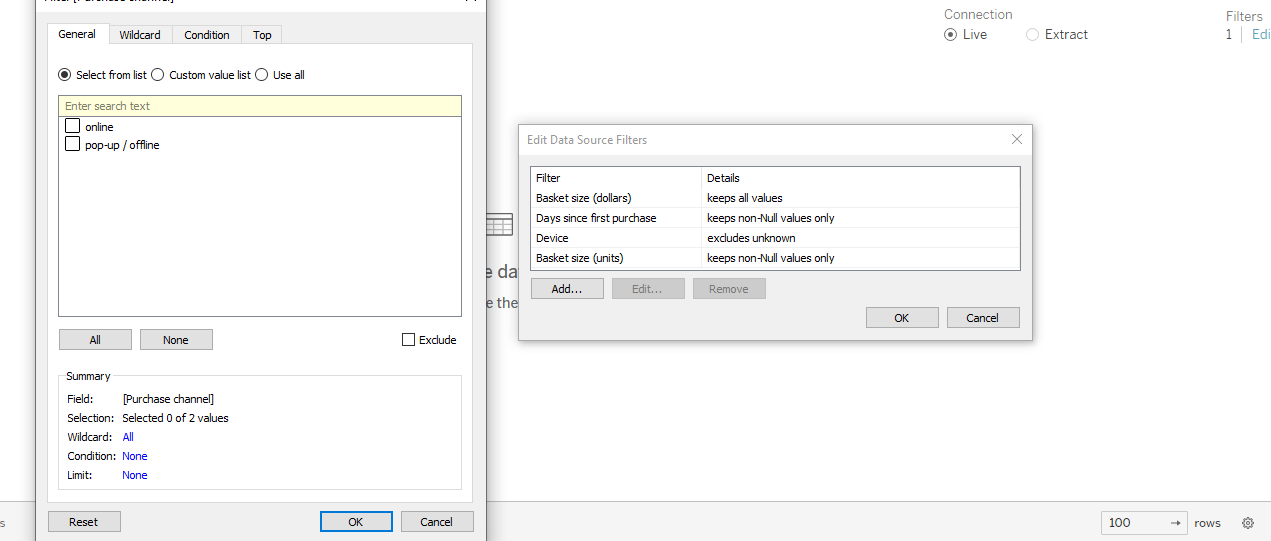 Filter [Purchase channel]
General Wildcard Condition Top
Select from list Custom value list Use all
Enter search text
online
pop-up / offline
All None Exclude
Summary
Field: [Purchase channel]
Selection: Selected 0 of 2 values
Wildcard: All
Condition: None
Limit: None
Reset OK Cancel
Connection
Live Extract
Filters
1 Edi
Edit Data Source Filters
Filter Details
Basket size (dollars) keeps all values
Days since first purchase keeps non-Null values only
Device excludes unknown
Basket size (units) keeps non-Null values only
Add... Edit... Remove
OK Cancel
e da
e the
s
100 rows